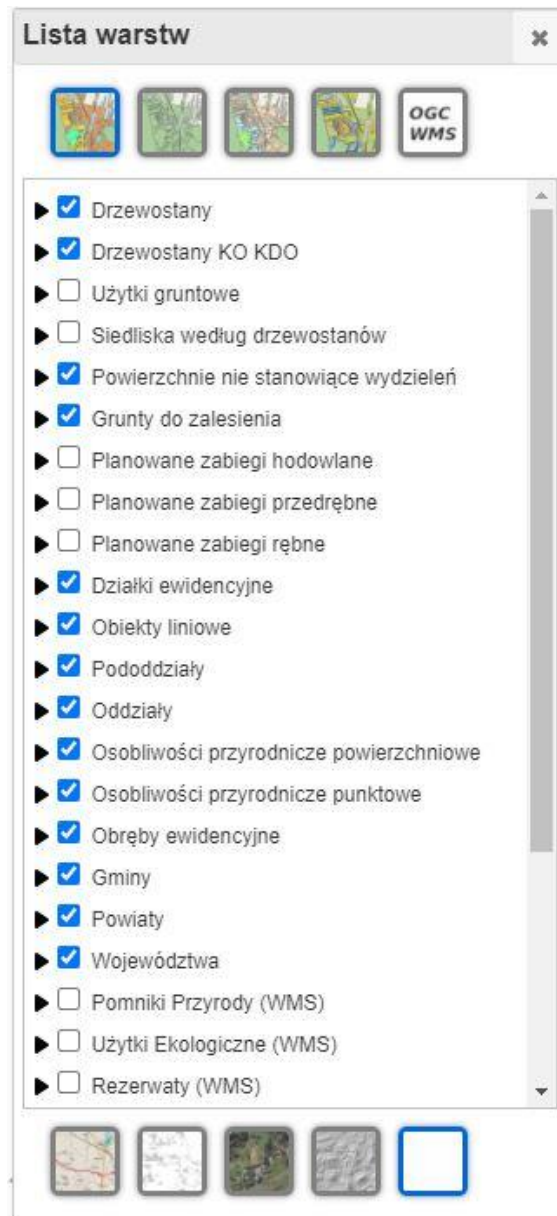 Lista warstw
OGC
WMS
Drzewostany
Drzewostany KO KDO
Użytki gruntowe
Siedliska według drzewostanów
Powierzchnie nie stanowiące wydzieleń
Grunty do zalesienia
Planowane zabiegi hodowlane
Planowane zabiegi przedrębne
Planowane zabiegi rębne
Działki ewidencyjne
Obiekty liniowe
Pododdziały
Oddziały
Osobliwości przyrodnicze powierzchniowe
Osobliwości przyrodnicze punktowe
Obręby ewidencyjne
Gminy
Powiaty
Województwa
Pomniki Przyrody (WMS)
Użytki Ekologiczne (WMS)
Rezerwaty (WMS)